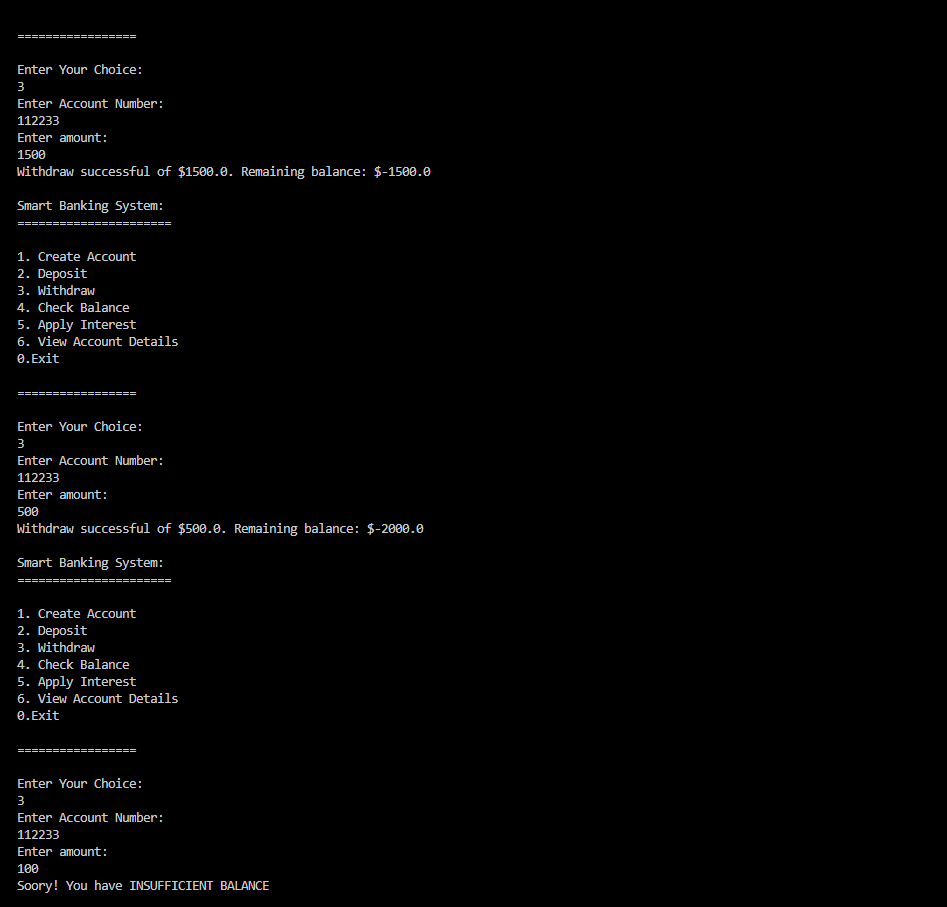 =================
Enter Your Choice:
3
Enter Account Number:
112233
Enter amount:
1500
Withdraw successful of $1500.0. Remaining balance: $-1500.0
Smart Banking System:
======================
1. Create Account
2. Deposit
3. Withdraw
4. Check Balance
5. Apply Interest
6. View Account Details
0.Exit
=================
Enter Your Choice:
3
Enter Account Number:
112233
Enter amount:
500
Withdraw successful of $500.0. Remaining balance: $-2000.0
Smart Banking System:
======================
1. Create Account
2. Deposit
3. Withdraw
4. Check Balance
5. Apply Interest
6. View Account Details
0.Exit
=================
Enter Your Choice:
3
Enter Account Number:
112233
Enter amount:
100
Soory! You have INSUFFICIENT BALANCE